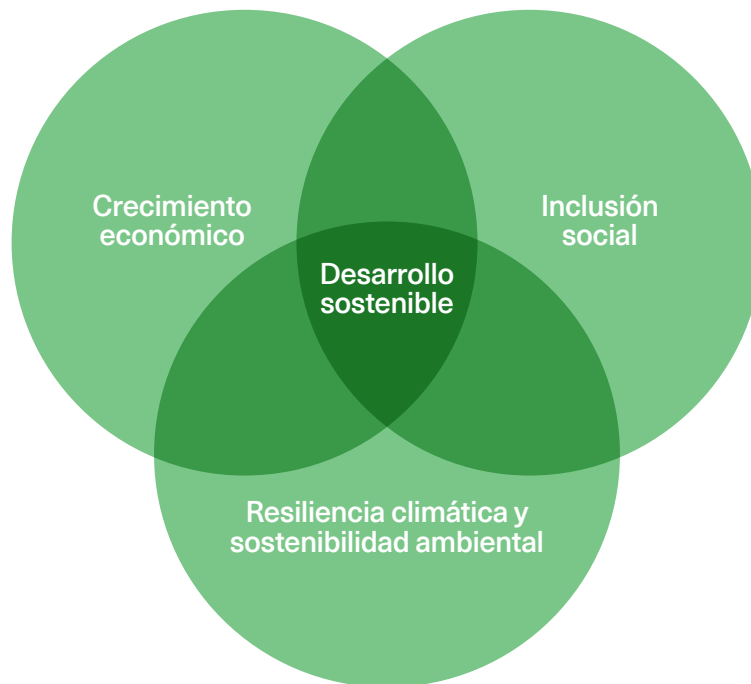 Crecimiento
económico
Inclusión
social
Desarrollo
sostenible
Resiliencia climática y
sostenibilidad ambiental